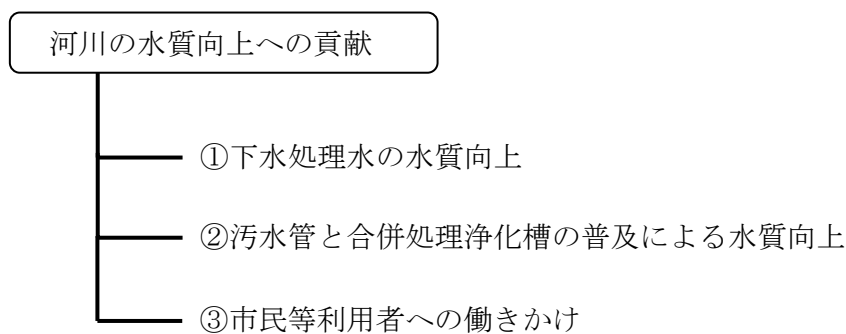 河川の水質向上への貢献
①下水処理水の水質向上
②汚水管と合併処理浄化槽の普及による水質向上
③市民等利用者への働きかけ